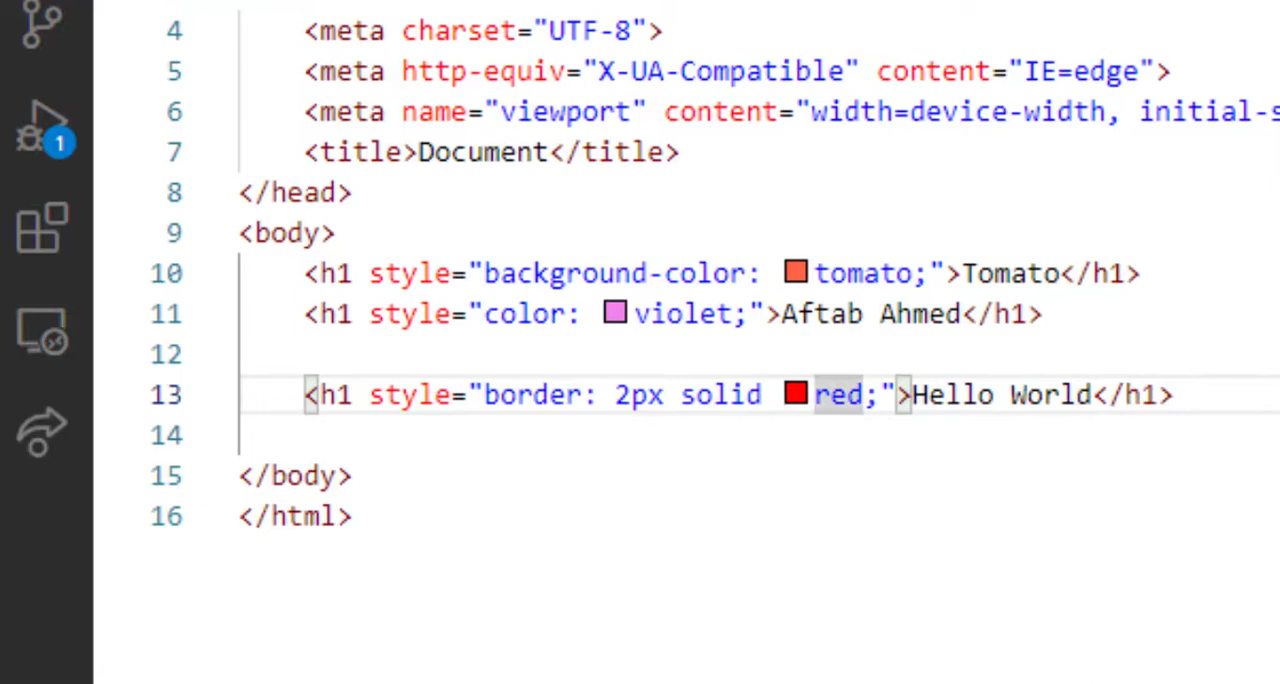 4 <meta charset="UTF-8">
5 <meta http-equiv="X-UA-Compatible" content="IE=edge">
6 <meta name="viewport" content="width=device-width, initial-s
7 <title>Document</title>
8 </head>
9 <body>
10 <h1 style="background-color: tomato;">Tomato</h1>
11 <h1 style="color: violet;">Aftab Ahmed</h1>
12
13 <h1 style="border: 2px solid red;">Hello World</h1>
14
15 </body>
16 </html>
1